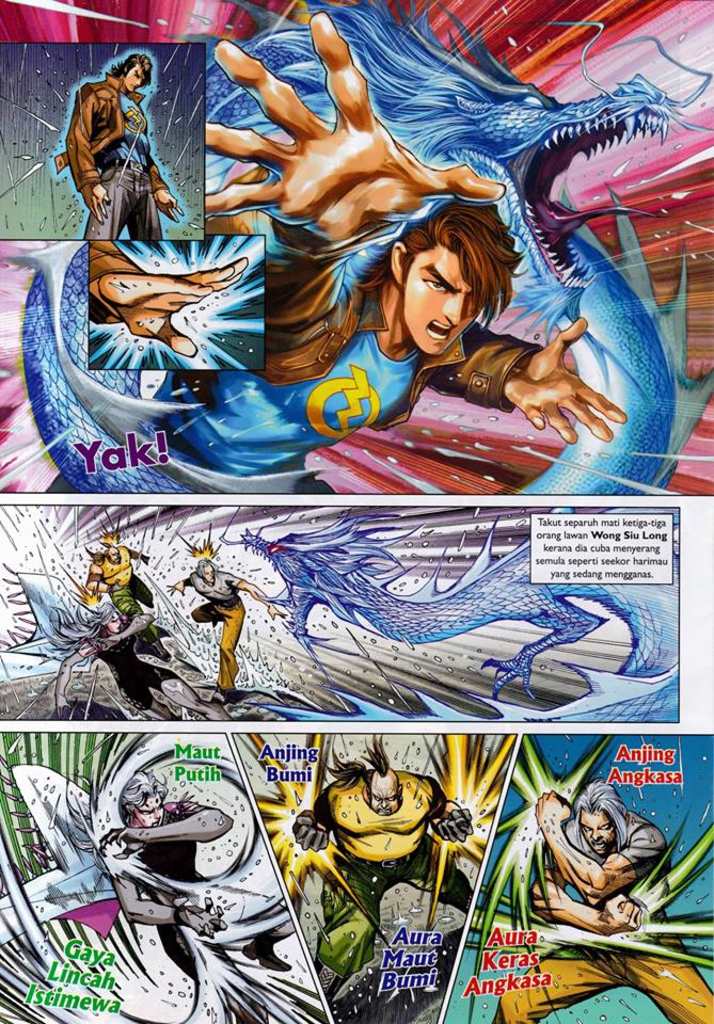 Yak!
Takut separuh mati ketiga-tiga
orang lawan Wong Siu Long
kerana dia cuba menyerang
semula seperti seekor harimau
yang sedang mengganas.
Maut
Putih
Gaya
Lincah
Istimewa
Anjing
Bumi
Aura
Maut
Bumi
Anjing
Angkasa
Aura
Keras
Angkasa